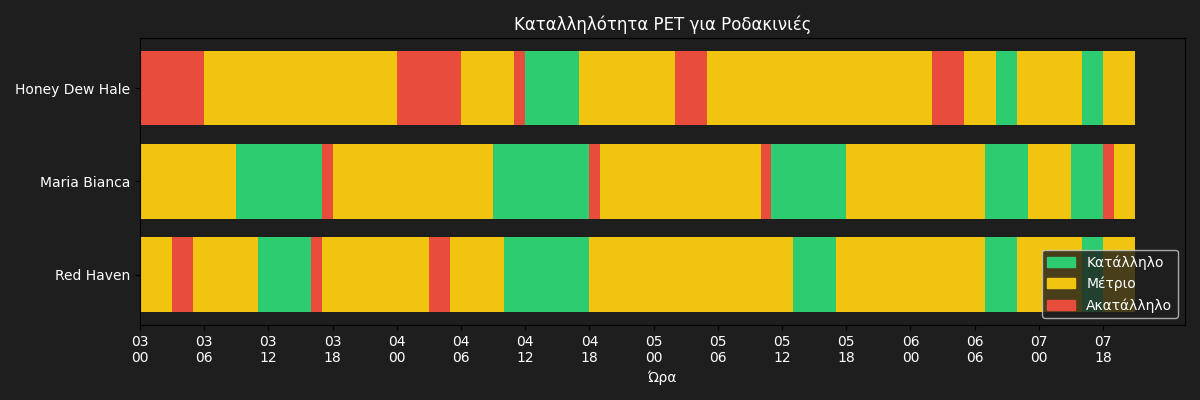 Καταλληλότητα PET για Ροδακινιές
Honey Dew Hale
Maria Bianca
Red Haven
Κατάλληλο
Μέτριο
Ακατάλληλο
03 03 03 03 04 04 04 04 05 05 05 05 06 06 07 07
00 06 12 18 00 06 12 18 00 06 12 18 00 06 00 18
Ώρα